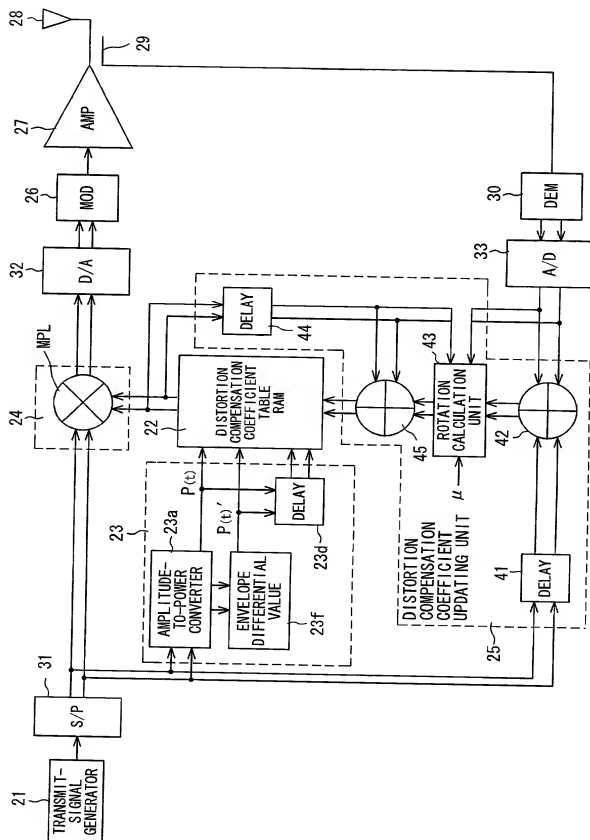 21
TRANSMIT-
SIGNAL
GENERATOR
31
S/P
24
MPL
32
D/A
26
MOD
27
AMP
28
29
23
23a
AMPLITUDE-
TO-POWER
CONVERTER
P(t)
P(t)'
ENVELOPE
DIFFERENTIAL
VALUE
23f
DELAY
23d
22
DISTORTION
COMPENSATION
COEFFICIENT
TABLE
RAM
DELAY
44
45
43
ROTATION
CALCULATION
UNIT
μ
30
DEM
33
A/D
42
41
DELAY
25
DISTORTION
COMPENSATION
COEFFICIENT
UPDATING UNIT